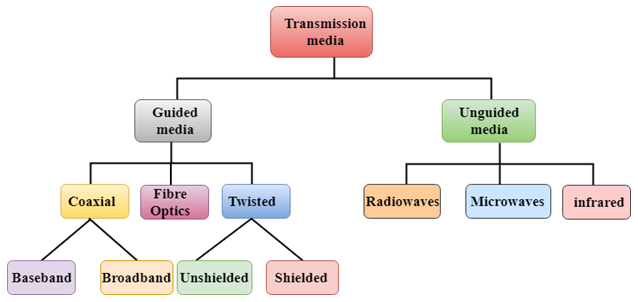 Transmission
media
Guided
media
Unguided
media
Coaxial
Fibre
Optics
Twisted
Radiowaves
Microwaves
infrared
Baseband
Broadband
Unshielded
Shielded